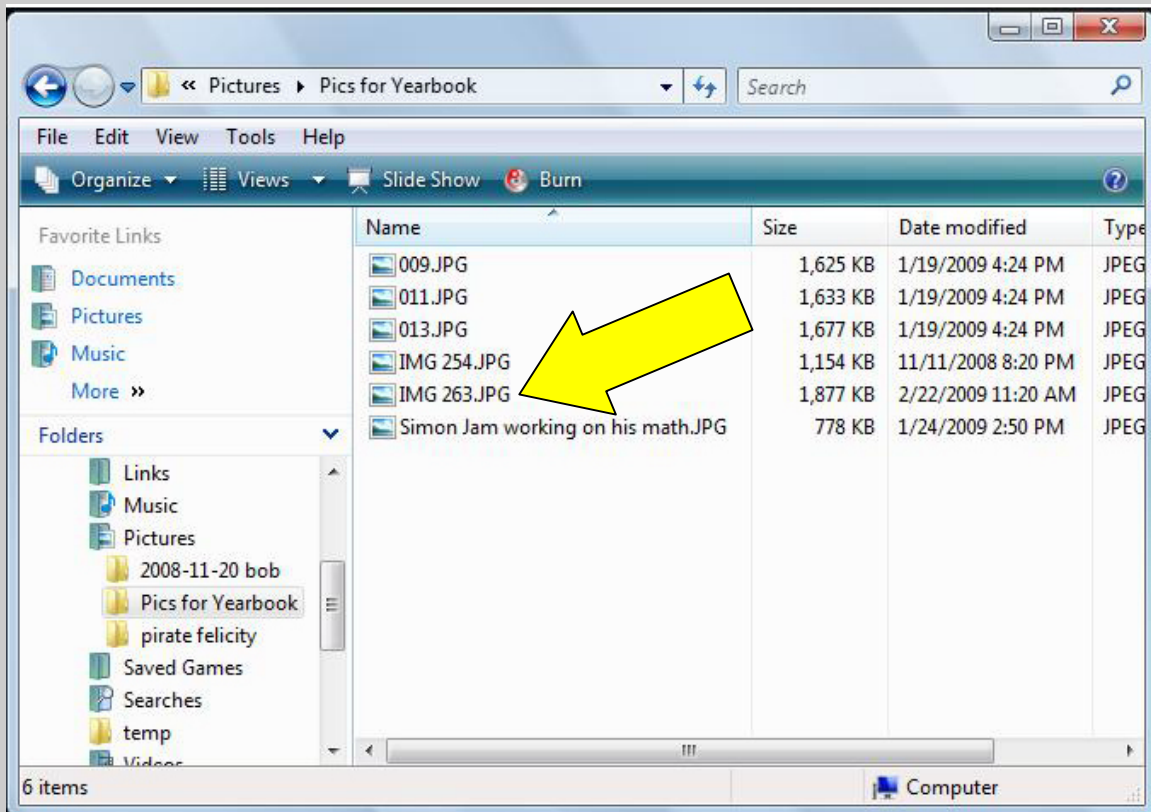 « Pictures ▸ Pics for Yearbook Search
File Edit View Tools Help
Organize Views Slide Show Burn
Favorite Links
Documents
Pictures
Music
More »
Folders
Links
Music
Pictures
2008-11-20 bob
Pics for Yearbook
pirate felicity
Saved Games
Searches
temp
Videos
Name Size Date modified Type
009.JPG 1,625 KB 1/19/2009 4:24 PM JPEG
011.JPG 1,633 KB 1/19/2009 4:24 PM JPEG
013.JPG 1,677 KB 1/19/2009 4:24 PM JPEG
IMG 254.JPG 1,154 KB 11/11/2008 8:20 PM JPEG
IMG 263.JPG 1,877 KB 2/22/2009 11:20 AM JPEG
Simon Jam working on his math.JPG 778 KB 1/24/2009 2:50 PM JPEG
6 items Computer